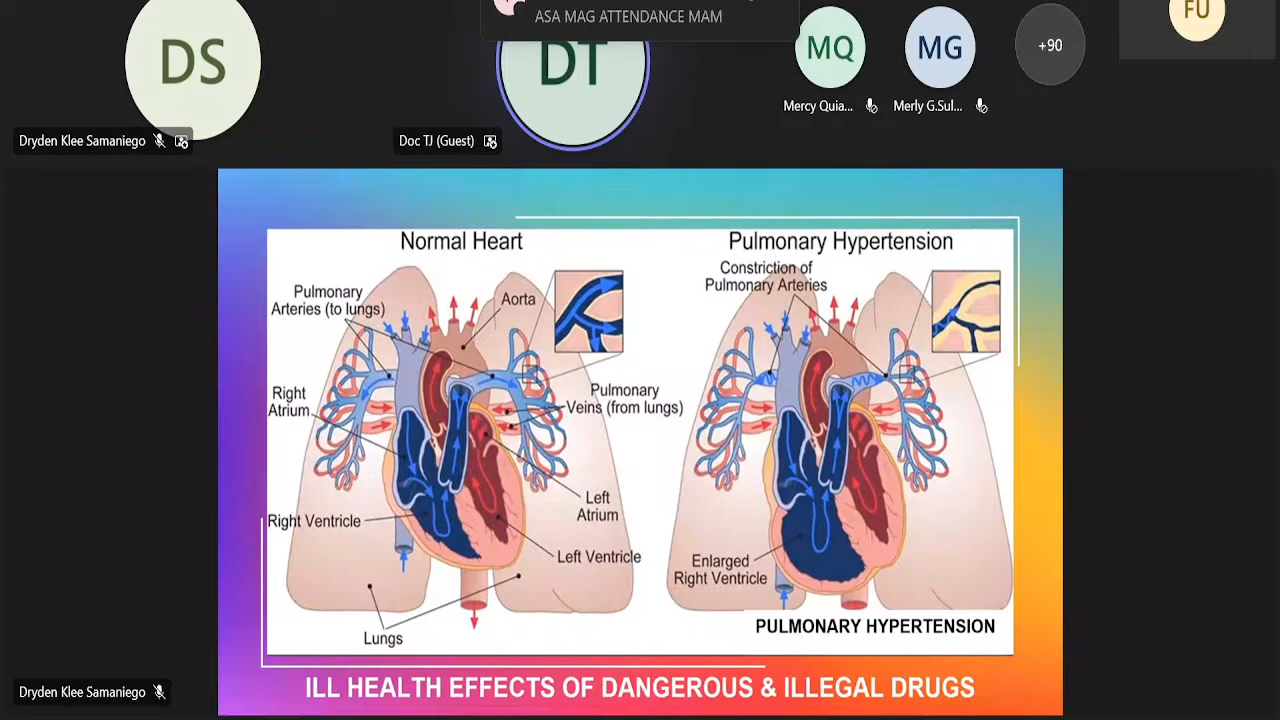 ASA MAG ATTENDANCE MAM
DS
DT
MQ
MG
+90
FU
Mercy Quia...
Merly G.Sul...
Dryden Klee Samaniego
Doc TJ (Guest)
Normal Heart
Pulmonary
Arteries (to lungs)
Aorta
Right
Atrium
Pulmonary
Veins (from lungs)
Left
Atrium
Right Ventricle
Left Ventricle
Lungs
Pulmonary Hypertension
Constriction of
Pulmonary Arteries
Enlarged
Right Ventricle
PULMONARY HYPERTENSION
ILL HEALTH EFFECTS OF DANGEROUS & ILLEGAL DRUGS
Dryden Klee Samaniego